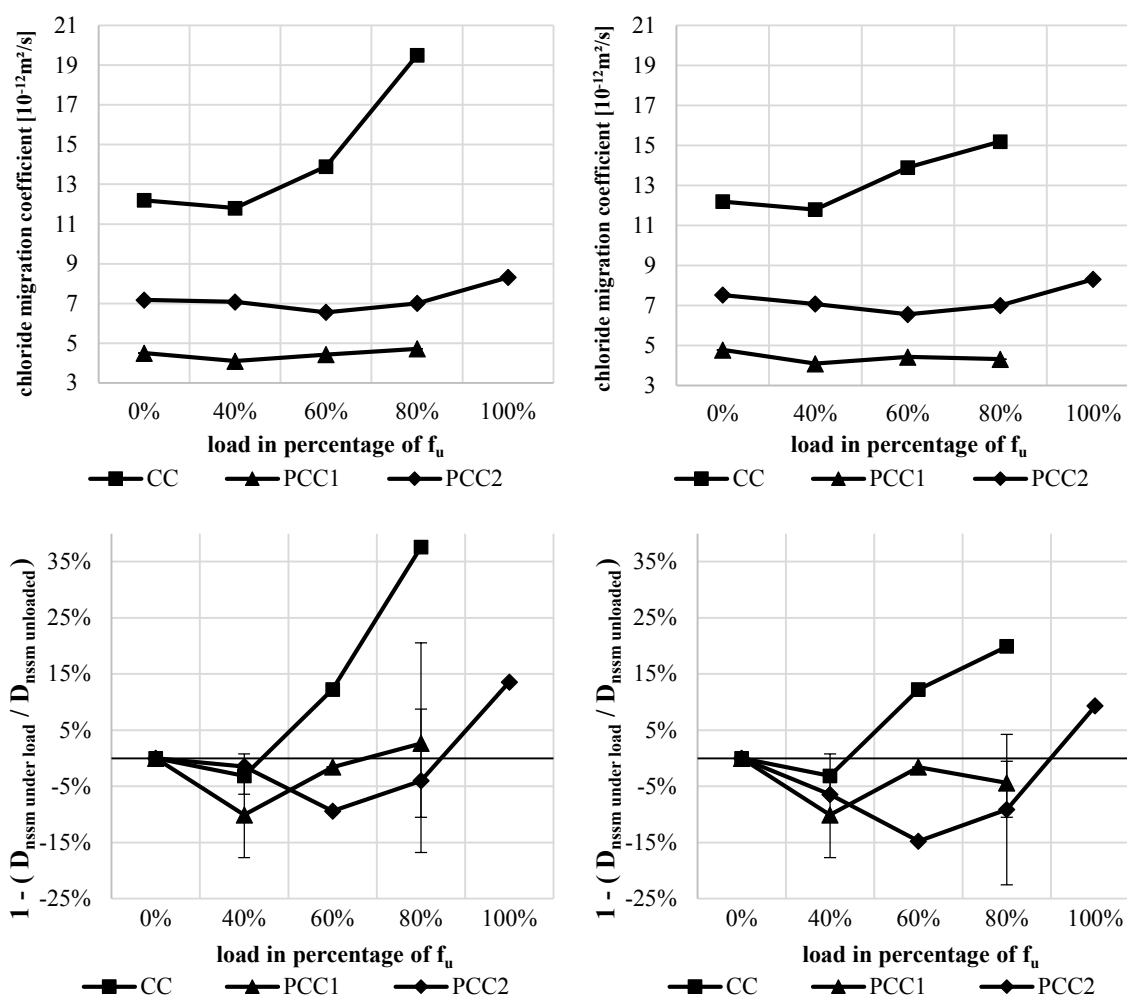 chloride migration coefficient [10⁻¹²m²/s]
21
19
17
15
13
11
9
7
5
3
0%
40%
60%
80%
100%
load in percentage of fᵤ
CC
PCC1
PCC2
chloride migration coefficient [10⁻¹²m²/s]
21
19
17
15
13
11
9
7
5
3
0%
40%
60%
80%
100%
load in percentage of fᵤ
CC
PCC1
PCC2
1 - ( D nssm under load / D nssm unloaded )
35%
25%
15%
5%
-5%
-15%
-25%
0%
40%
60%
80%
100%
load in percentage of fᵤ
CC
PCC1
PCC2
1 - ( D nssm under load / D nssm unloaded )
35%
25%
15%
5%
-5%
-15%
-25%
0%
40%
60%
80%
100%
load in percentage of fᵤ
CC
PCC1
PCC2